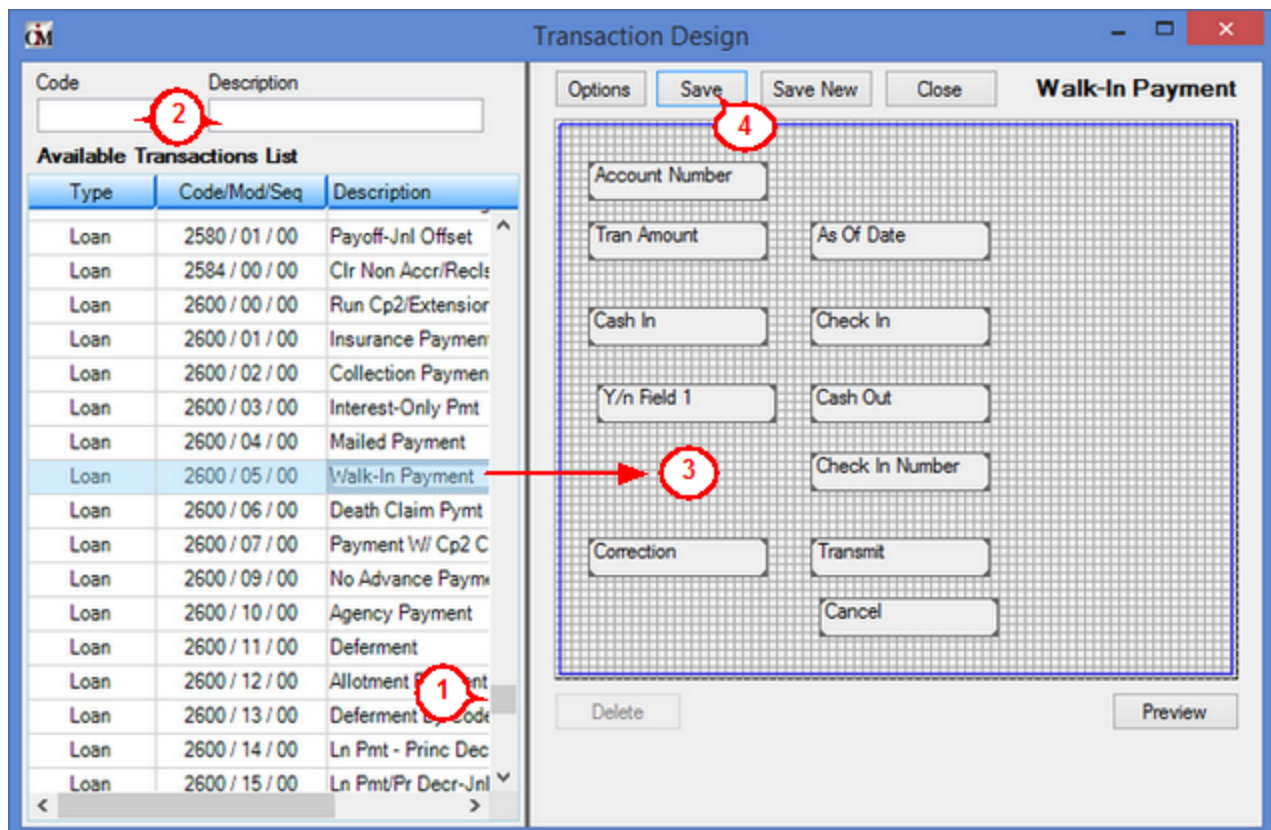 CIM
Transaction Design
Code Description
2
Available Transactions List
Type Code/Mod/Seq Description
Loan 2580 / 01 / 00 Payoff-Jnl Offset
Loan 2584 / 00 / 00 Clr Non Accr/Recls
Loan 2600 / 00 / 00 Run Cp2/Extension
Loan 2600 / 01 / 00 Insurance Payment
Loan 2600 / 02 / 00 Collection Paymen
Loan 2600 / 03 / 00 Interest-Only Pmt
Loan 2600 / 04 / 00 Mailed Payment
Loan 2600 / 05 / 00 Walk-In Payment
Loan 2600 / 06 / 00 Death Claim Pymt
Loan 2600 / 07 / 00 Payment W/ Cp2 C
Loan 2600 / 09 / 00 No Advance Payme
Loan 2600 / 10 / 00 Agency Payment
Loan 2600 / 11 / 00 Deferment
Loan 2600 / 12 / 00 Allotment
1
Loan 2600 / 13 / 00 Deferment By Code
Loan 2600 / 14 / 00 Ln Pmt - Princ Dec
Loan 2600 / 15 / 00 Ln Pmt/Pr Decr-Jnl
Options Save Save New Close Walk-In Payment
4
Account Number
Tran Amount As Of Date
Cash In Check In
Y/n Field 1 Cash Out
3 Check In Number
Correction Transmit
Cancel
Delete Preview